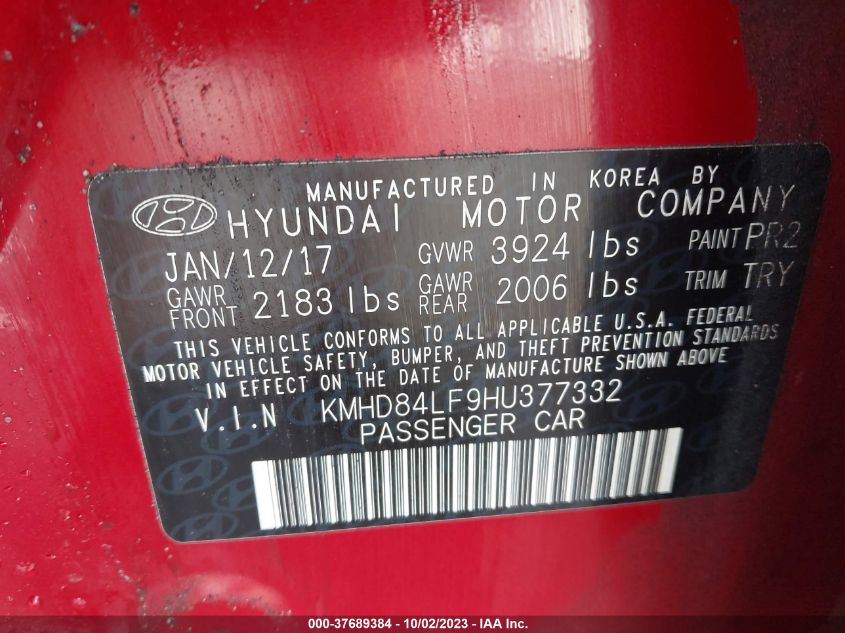 MANUFACTURED IN KOREA BY
HYUNDAI MOTOR COMPANY
JAN/12/17 GVWR 3924 lbs PAINT PR2
GAWR FRONT 2183 lbs GAWR REAR 2006 lbs TRIM TRY
THIS VEHICLE CONFORMS TO ALL APPLICABLE U.S.A. FEDERAL
MOTOR VEHICLE SAFETY, BUMPER, AND THEFT PREVENTION STANDARDS
IN EFFECT ON THE DATE OF MANUFACTURE SHOWN ABOVE
V.I.N KMHD84LF9HU377332
PASSENGER CAR
000-37689384 - 10/02/2023 - IAA Inc.